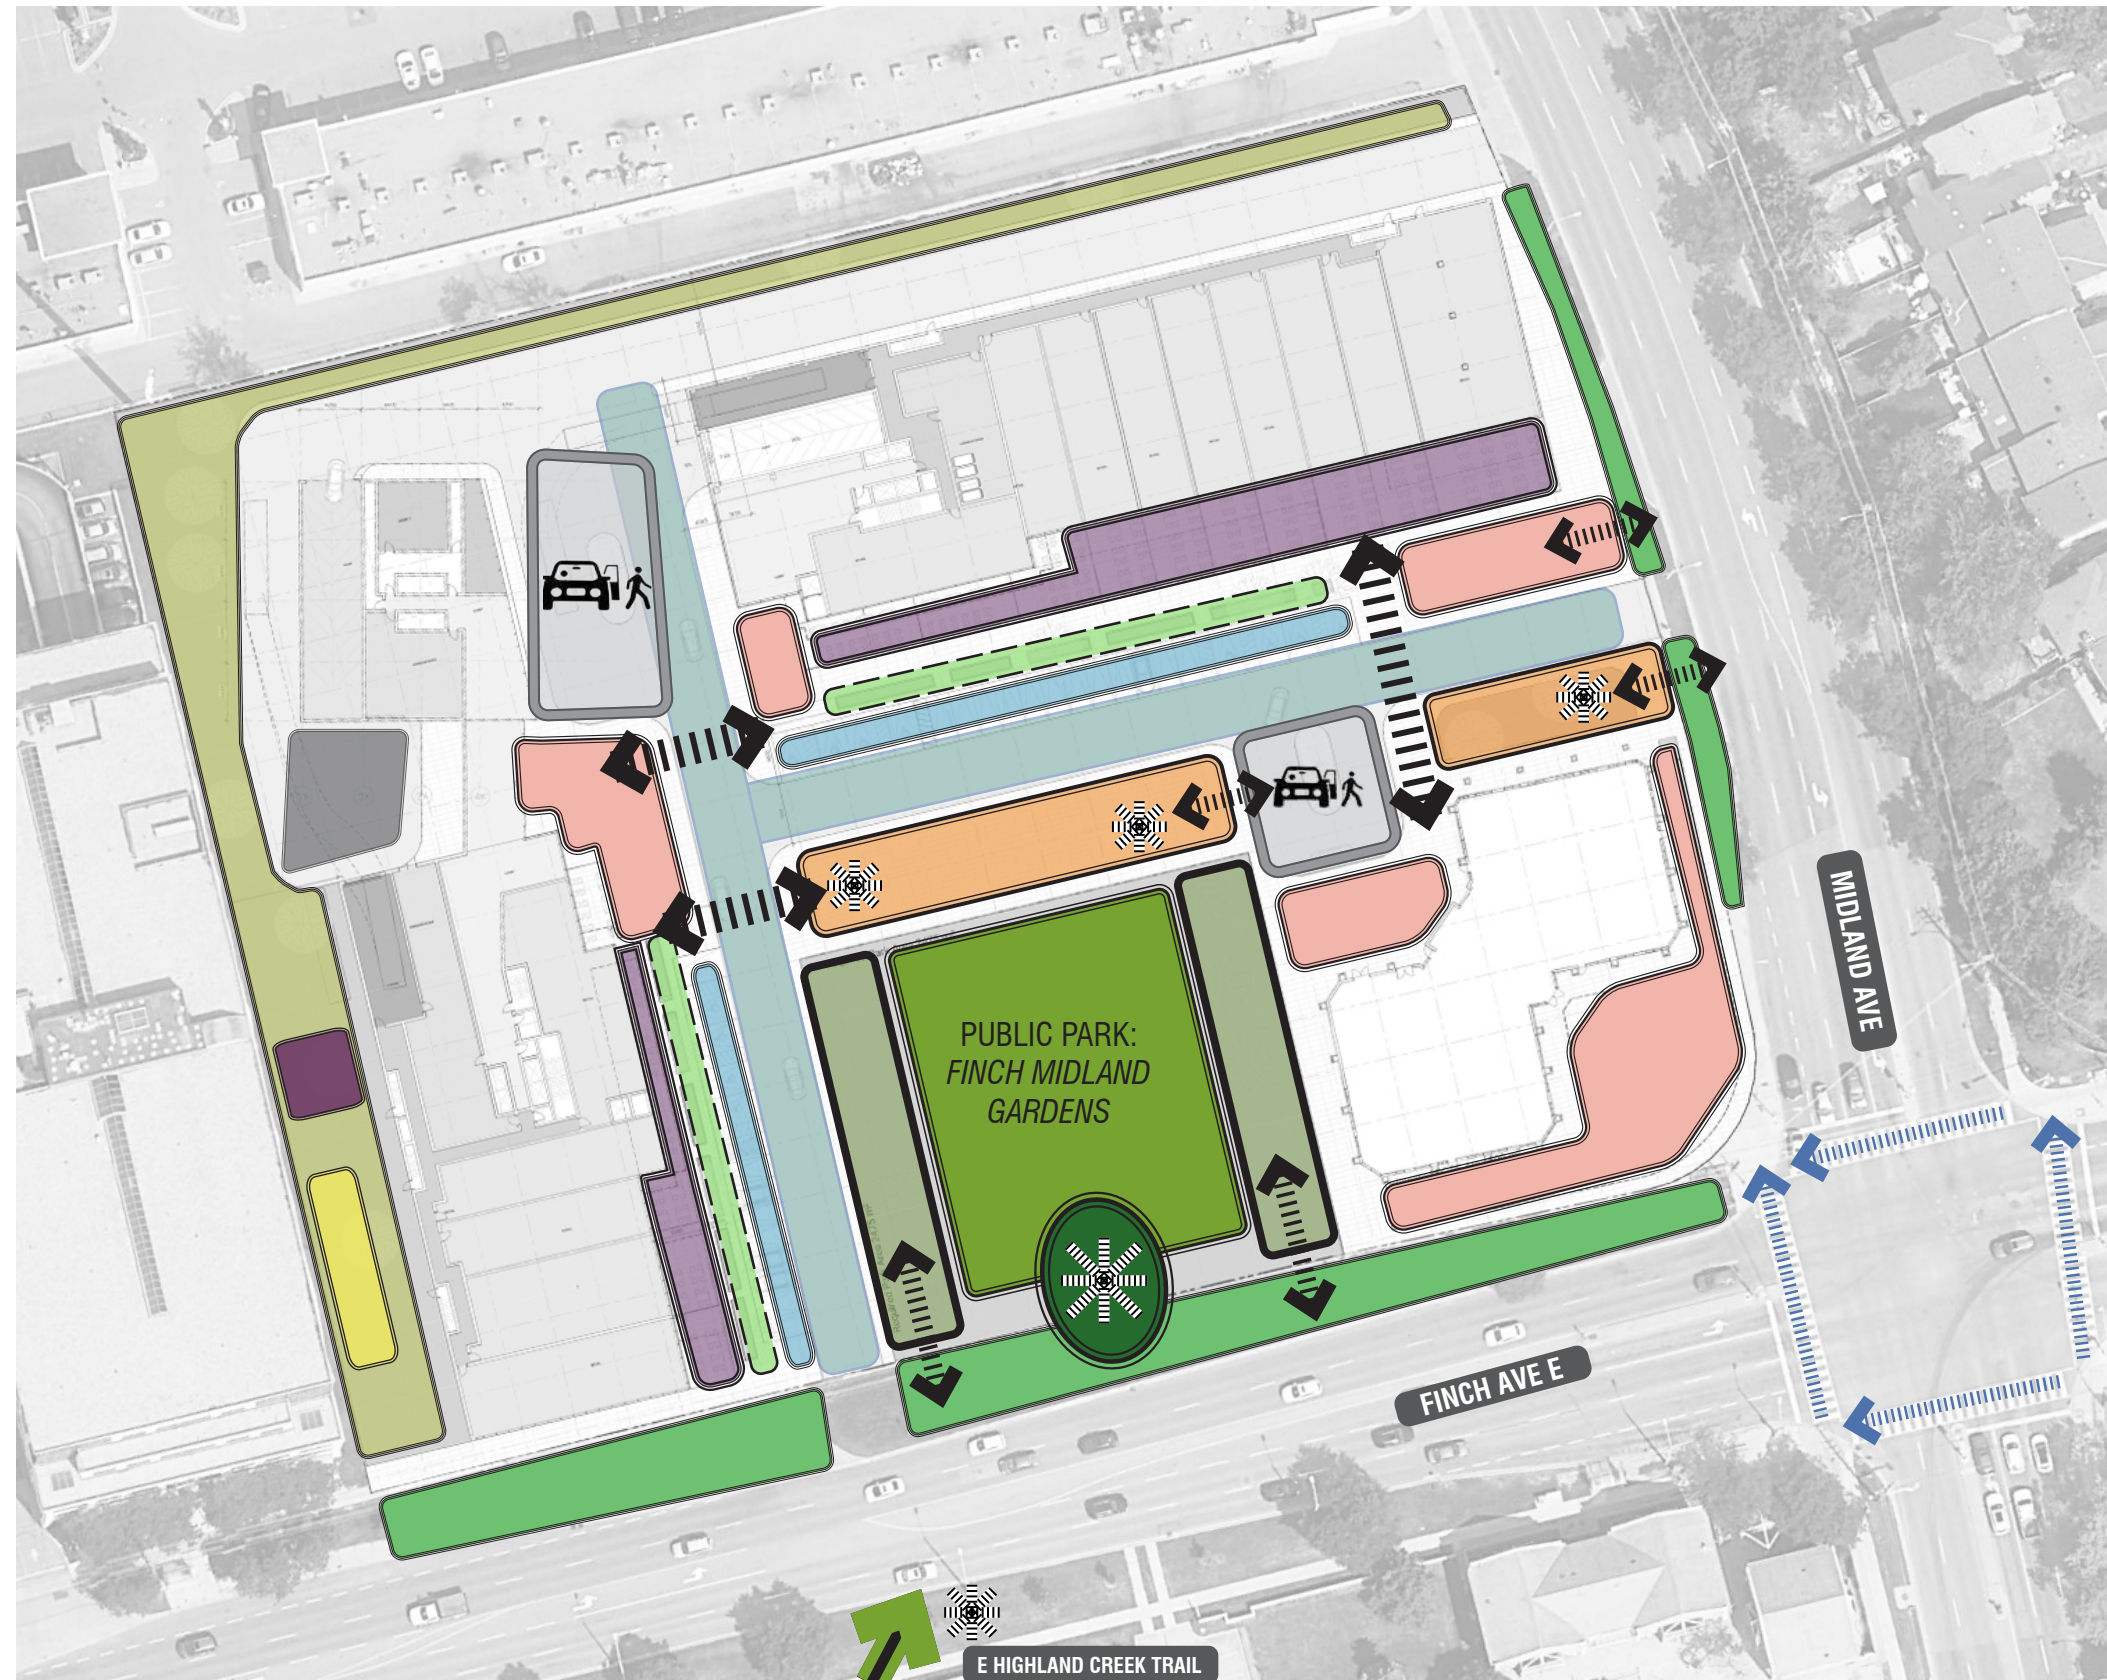 PUBLIC PARK:
FINCH MIDLAND
GARDENS
MIDLAND AVE
FINCH AVE E
E HIGHLAND CREEK TRAIL